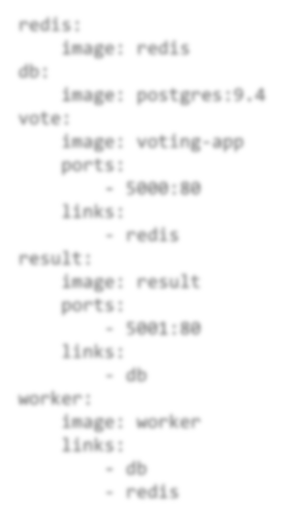 redis:
    image: redis
db:
    image: postgres:9.4
vote:
    image: voting-app
    ports:
        - 5000:80
    links:
        - redis
result:
    image: result
    ports:
        - 5001:80
    links:
        - db
worker:
    image: worker
    links:
        - db
        - redis